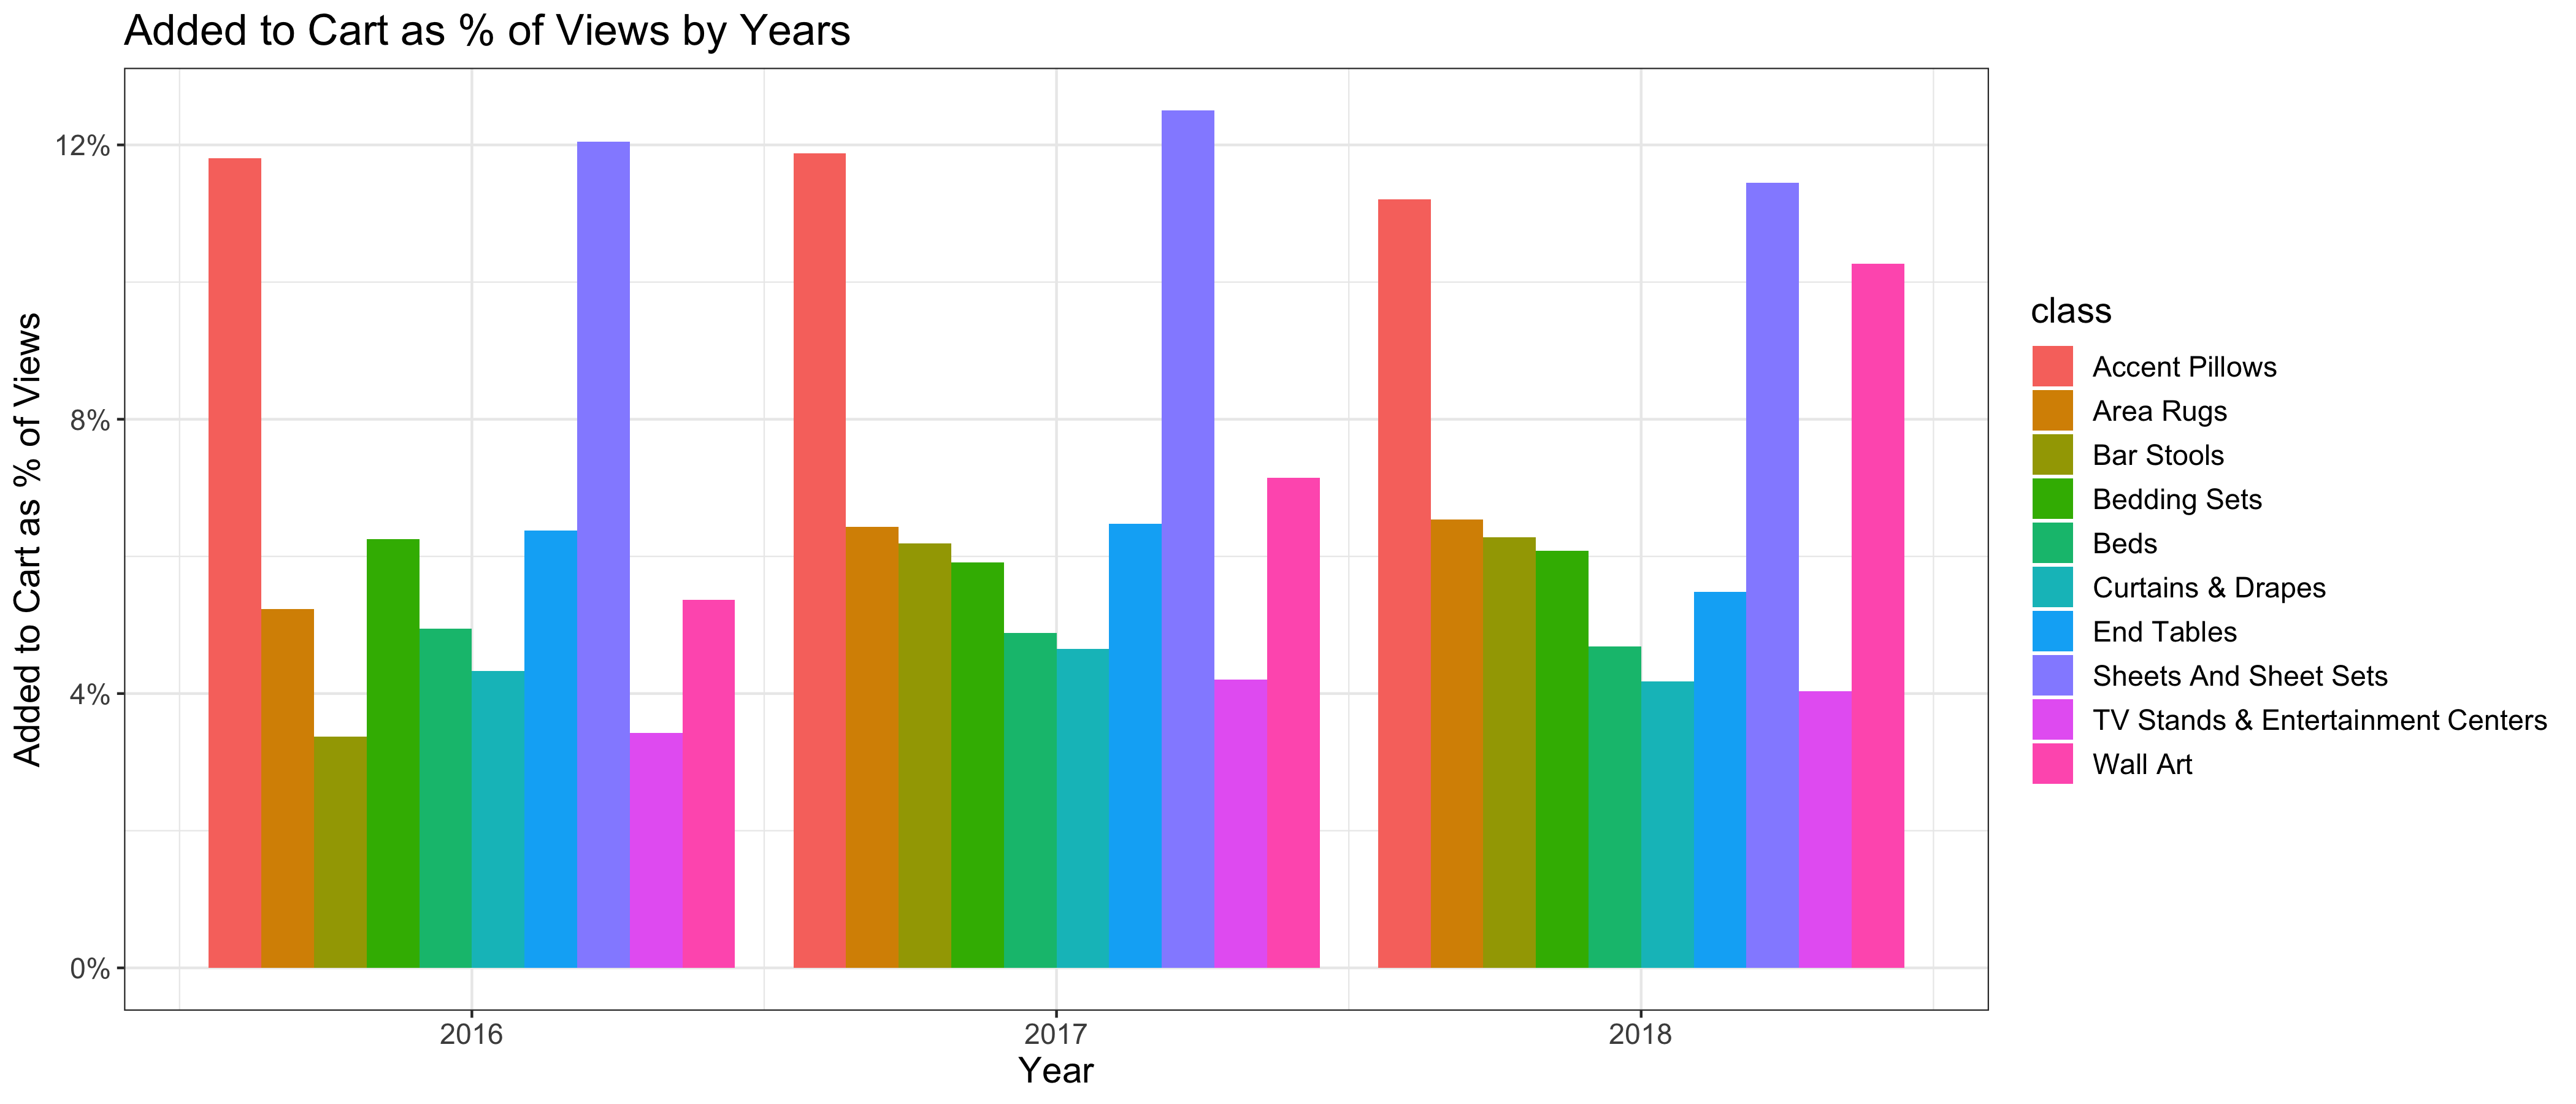 Added to Cart as % of Views by Years
Added to Cart as % of Views
12%
8%
4%
0%
2016
2017
2018
Year
class
Accent Pillows
Area Rugs
Bar Stools
Bedding Sets
Beds
Curtains & Drapes
End Tables
Sheets And Sheet Sets
TV Stands & Entertainment Centers
Wall Art